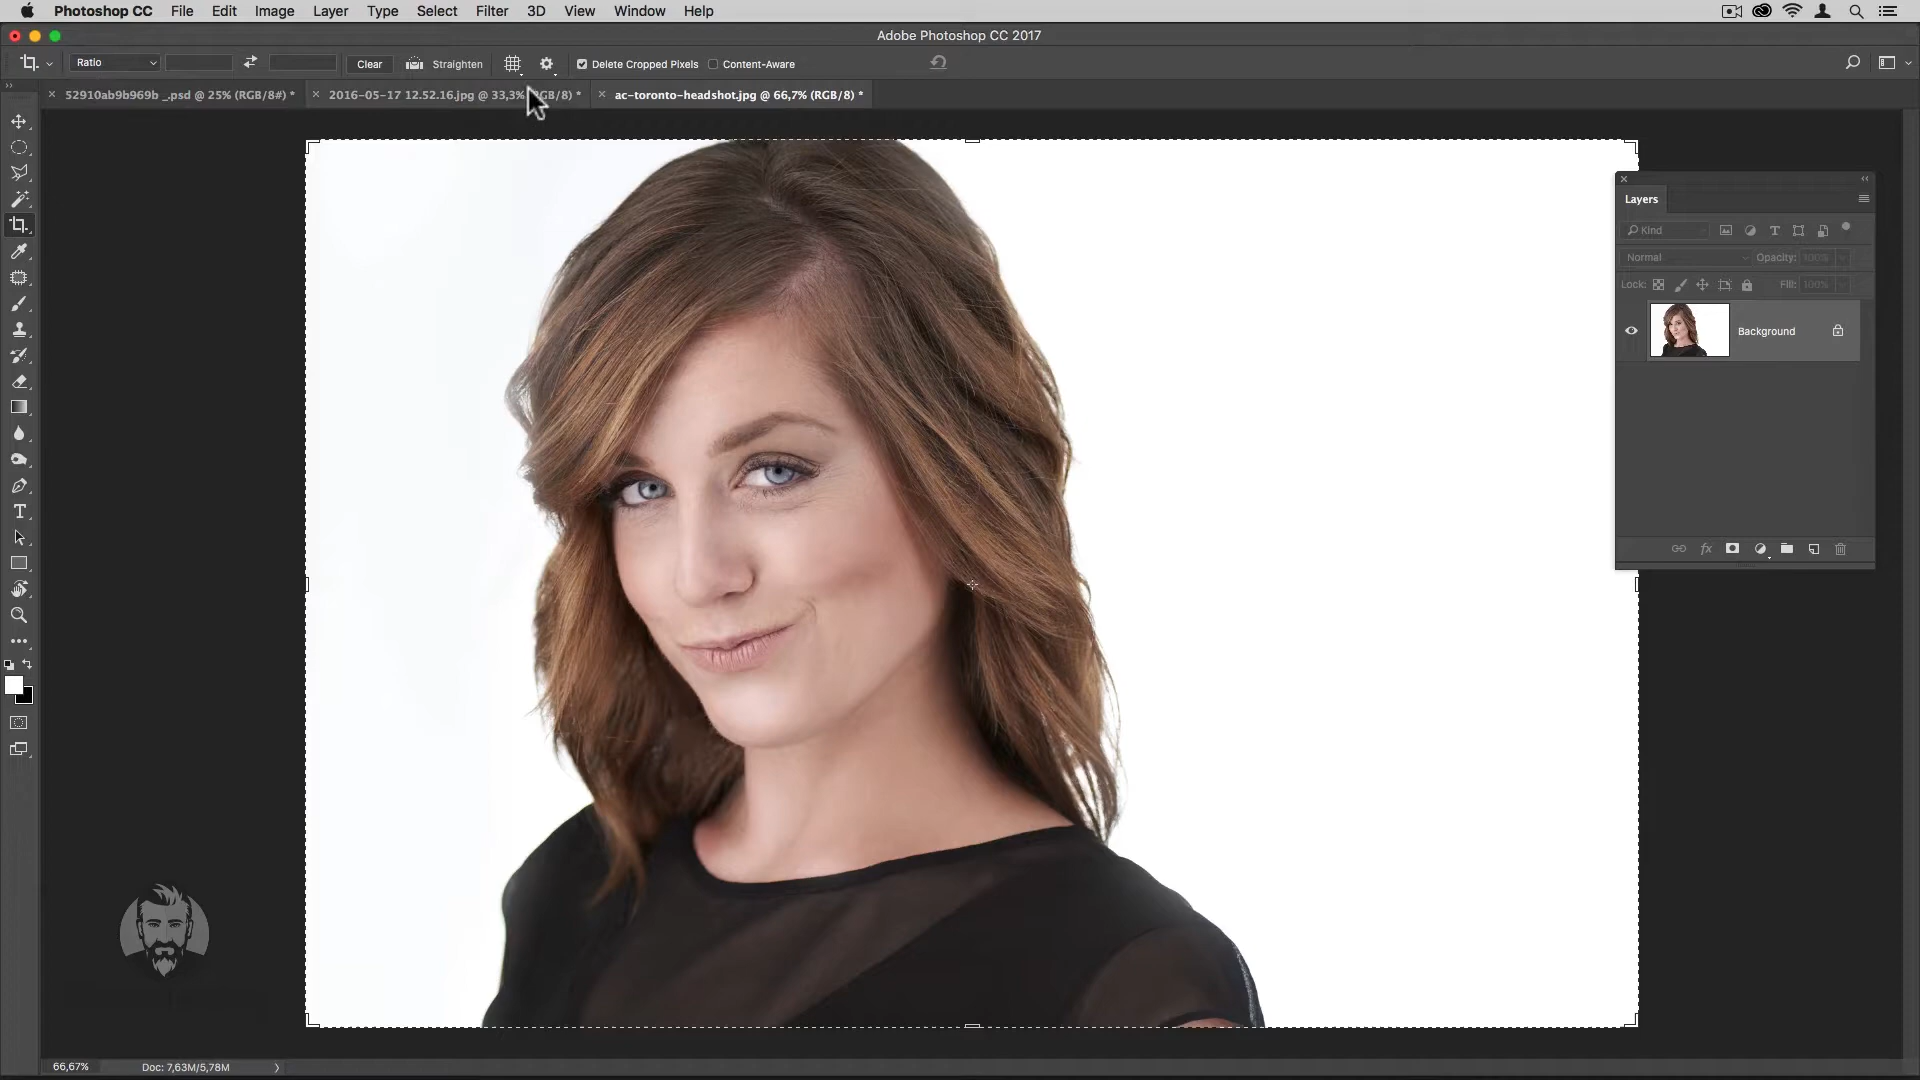 Photoshop CC File Edit Image Layer Type Select Filter 3D View Window Help
Adobe Photoshop CC 2017
Ratio Clear Straighten Delete Cropped Pixels Content-Aware
52910ab9b969b _.psd @ 25% (RGB/8#) * 2016-05-17 12.52.16.jpg @ 33,3% /8) * ac-toronto-headshot.jpg @ 66,7% (RGB/8) *
Layers
Kind
Normal Opacity: 100%
Lock: Fill: 100%
Background
fx
66,67% Doc: 7,63M/5,78M